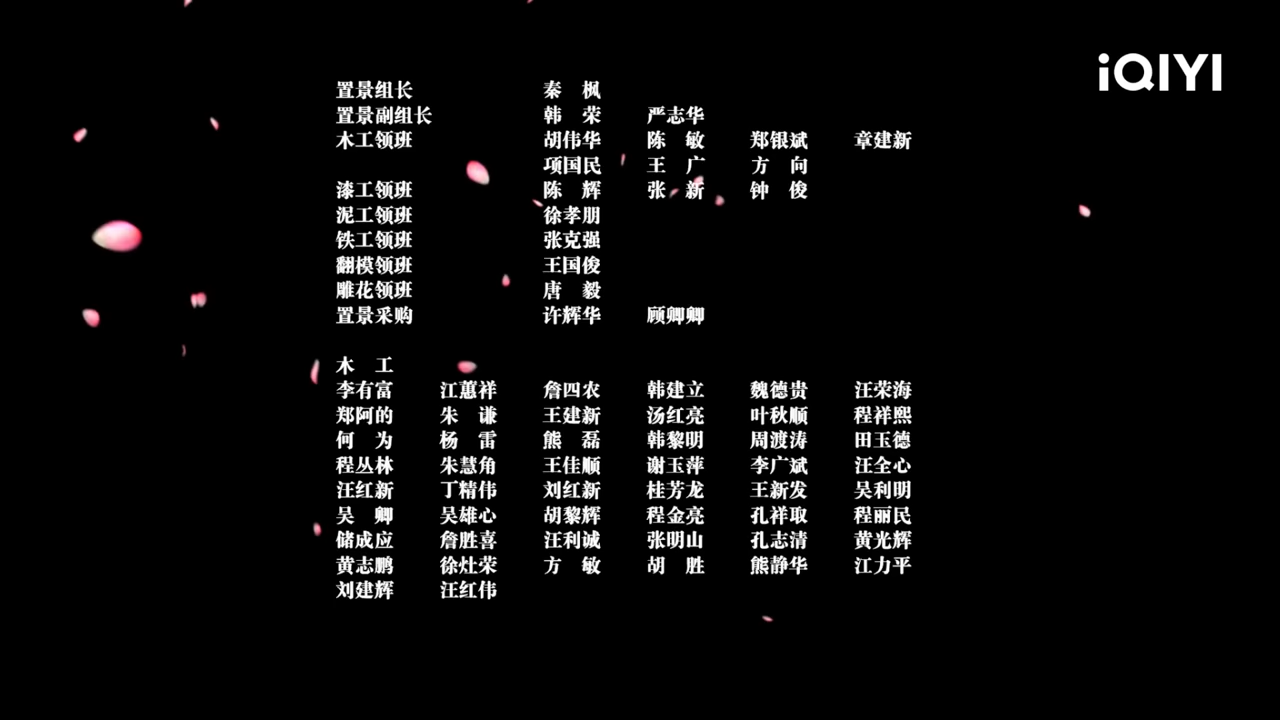 iQIYI
置景组长 秦 枫
置景副组长 韩 荣 严志华
木工领班 胡伟华 陈 敏 郑银斌 章建新
项国民 王 广 方 向
漆工领班 陈 辉 张 新 钟 俊
泥工领班 徐孝朋
铁工领班 张克强
翻模领班 王国俊
雕花领班 唐 毅
置景采购 许辉华 顾卿卿
木 工
李有富 江蕙祥 詹四农 韩建立 魏德贵 汪荣海
郑阿的 朱 谦 王建新 汤红亮 叶秋顺 程祥熙
何 为 杨 雷 熊 磊 韩黎明 周渡涛 田玉德
程丛林 朱慧角 王佳顺 谢玉萍 李广斌 汪全心
汪红新 丁精伟 刘红新 桂芳龙 王新发 吴利明
吴 卿 吴雄心 胡黎辉 程金亮 孔祥取 程丽民
储成应 詹胜喜 汪利诚 张明山 孔志清 黄光辉
黄志鹏 徐灶荣 方 敏 胡 胜 熊静华 江力平
刘建辉 汪红伟